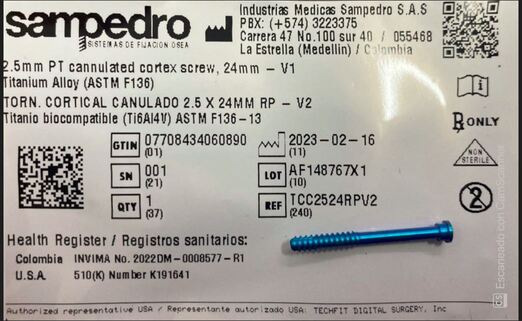 sampedro
SISTEMAS DE FIJACION OSEA
Industrias Medicas Sampedro S.A.S
PBX: (+574) 3223375
Carrera 47 No.100 sur 40 / 055468
La Estrella (Medellin) / Colombia
2.5mm PT cannulated cortex screw, 24mm - V1
Titanium Alloy (ASTM F136)
TORN. CORTICAL CANULADO 2.5 X 24MM RP - V2
Titanio biocompatible (Ti6Al4V) ASTM F136-13
GTIN 07708434060890
(01)
2023-02-16
(11)
SN 001
(21)
LOT AF148767X1
(10)
QTY 1
(37)
REF TCC2524RPV2
(240)
i
Rx ONLY
NON
STERILE
2
Health Register / Registros sanitarios:
Colombia INVIMA No. 2022DM-0008577-R1
U.S.A. 510(K) Number K191641
Authorized representative USA / Representante autorizado USA: TECHFIT DIGITAL SURGERY, Inc
CS Escaneado con CamScanner